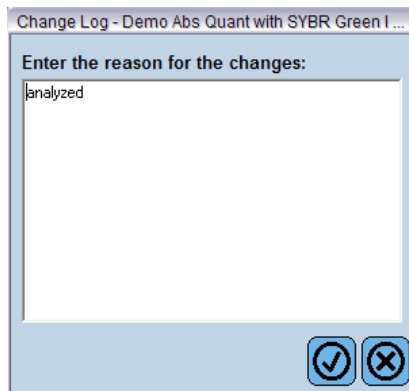 Change Log - Demo Abs Quant with SYBR Green I ...
Enter the reason for the changes:
analyzed